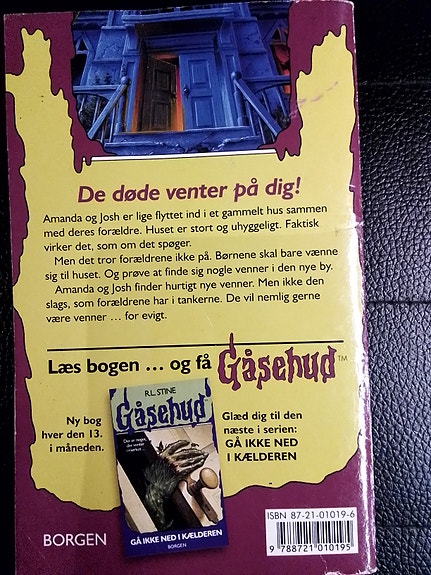 De døde venter på dig!
Amanda og Josh er lige flyttet ind i et gammelt hus sammen
med deres forældre. Huset er stort og uhyggeligt. Faktisk
virker det, som om det spøger.
Men det tror forældrene ikke på. Børnene skal bare vænne
sig til huset. Og prøve at finde sig nogle venner i den nye by.
Amanda og Josh finder hurtigt nye venner. Men ikke den
slags, som forældrene har i tankerne. De vil nemlig gerne
være venner ... for evigt.
Læs bogen ... og få Gåsehud™
Ny bog
hver den 13.
i måneden.
R.L. STINE
Gåsehud
GÅ IKKE NED I KÆLDEREN
BORGEN
Glæd dig til den
næste i serien:
GÅ IKKE NED
I KÆLDEREN
BORGEN
ISBN 87-21-01019-6
9 788721 010195